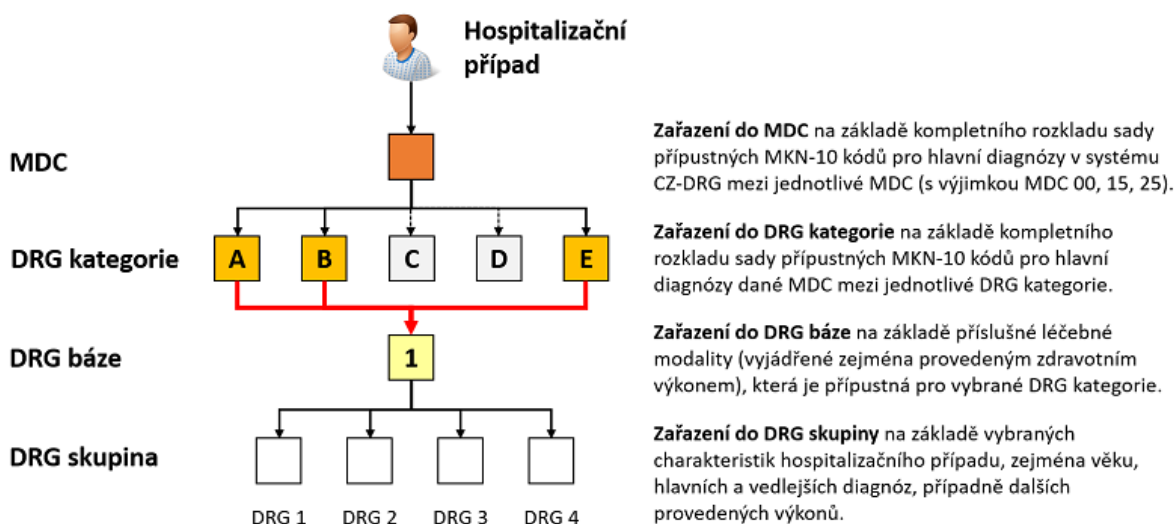 Hospitalizační
případ
MDC
Zařazení do MDC na základě kompletního rozkladu sady
přípustných MKN-10 kódů pro hlavní diagnózy v systému
CZ-DRG mezi jednotlivé MDC (s výjimkou MDC 00, 15, 25).
DRG kategorie
A B C D E
Zařazení do DRG kategorie na základě kompletního
rozkladu sady přípustných MKN-10 kódů pro hlavní
diagnózy dané MDC mezi jednotlivé DRG kategorie.
DRG báze
1
Zařazení do DRG báze na základě příslušné léčebné
modality (vyjádřené zejména provedeným zdravotním
výkonem), která je přípustná pro vybrané DRG kategorie.
DRG skupina
DRG 1 DRG 2 DRG 3 DRG 4
Zařazení do DRG skupiny na základě vybraných
charakteristik hospitalizačního případu, zejména věku,
hlavních a vedlejších diagnóz, případně dalších
provedených výkonů.